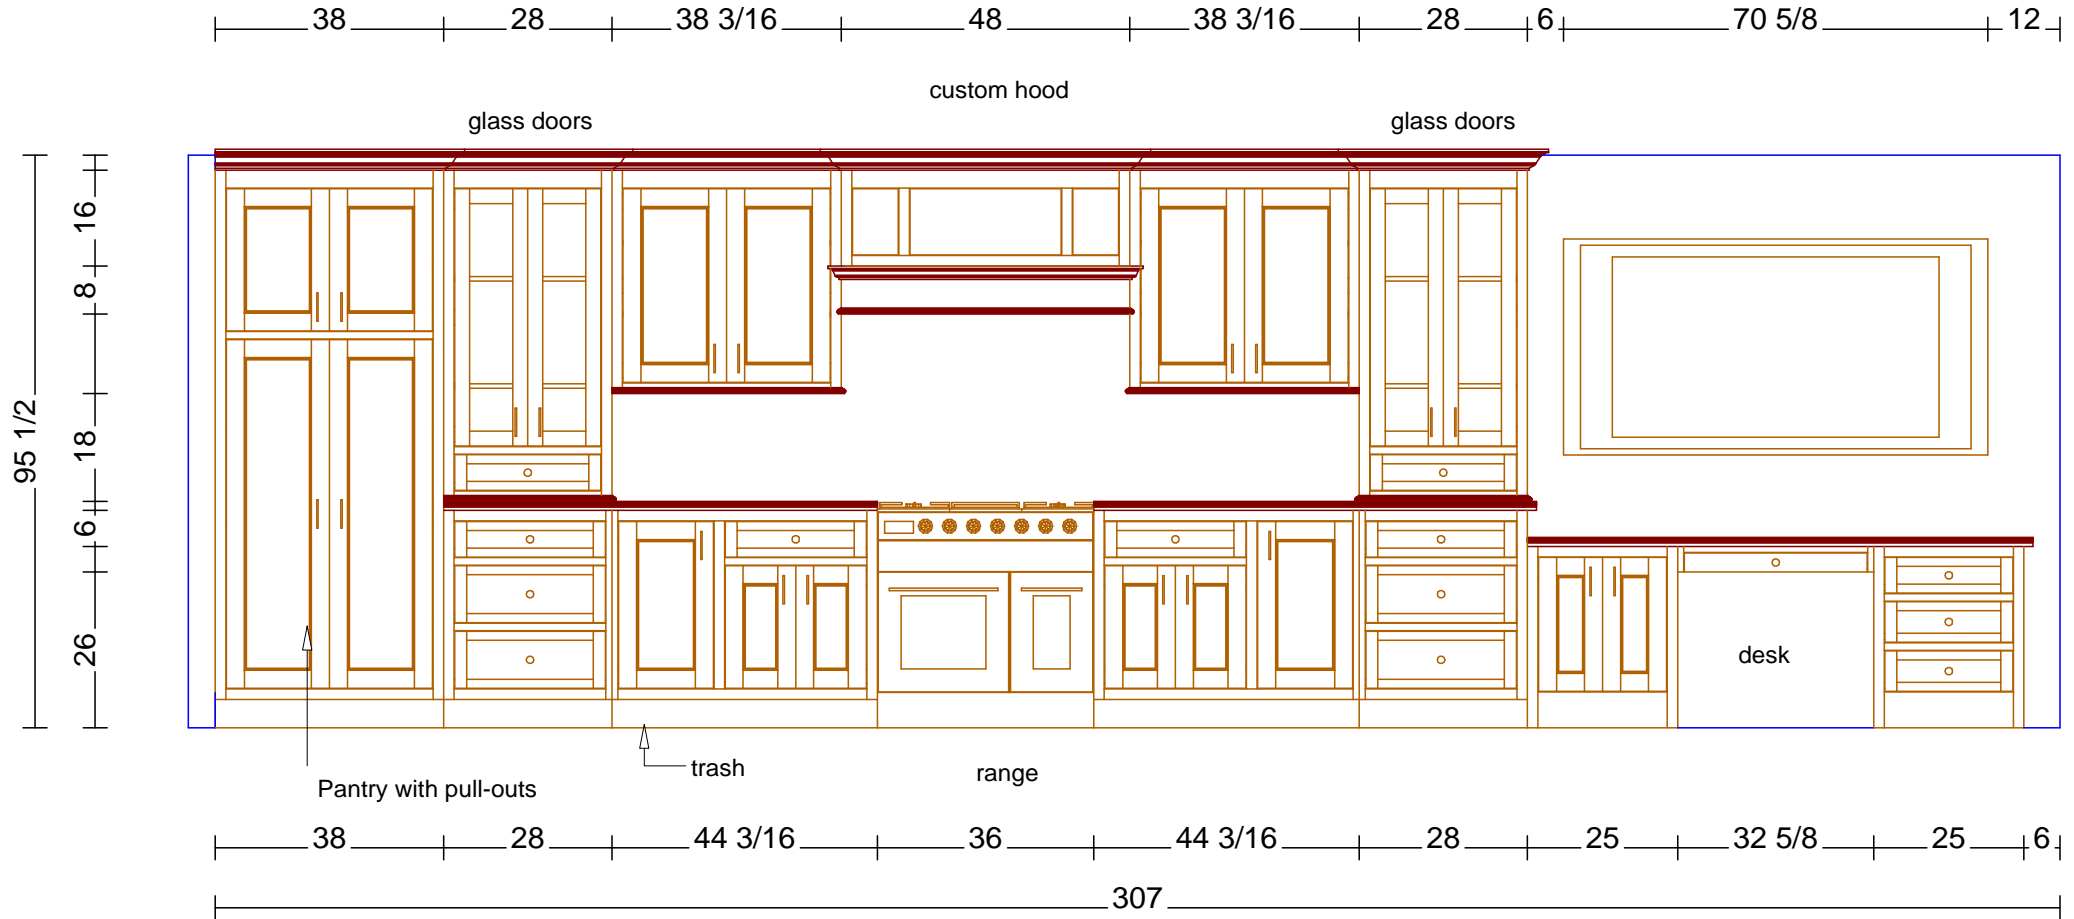 38 28 38 3/16 48 38 3/16 28 6 70 5/8 12
custom hood
glass doors glass doors
95 1/2
16
8
18
6
26
desk
trash
range
Pantry with pull-outs
38 28 44 3/16 36 44 3/16 28 25 32 5/8 25 6
307